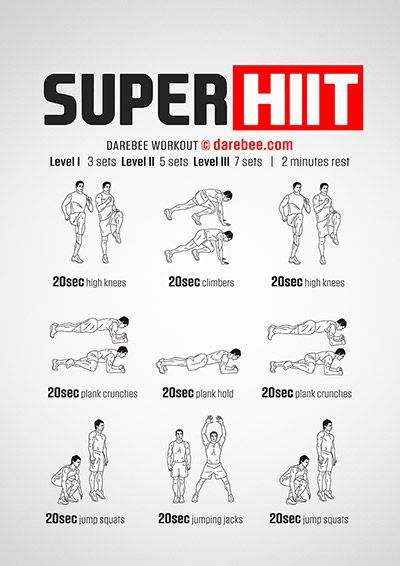 SUPER HIIT
DAREBEE WORKOUT © darebee.com
Level I 3 sets Level II 5 sets Level III 7 sets | 2 minutes rest
20sec high knees
20sec climbers
20sec high knees
20sec plank crunches
20sec plank hold
20sec plank crunches
20sec jump squats
20sec jumping jacks
20sec jump squats